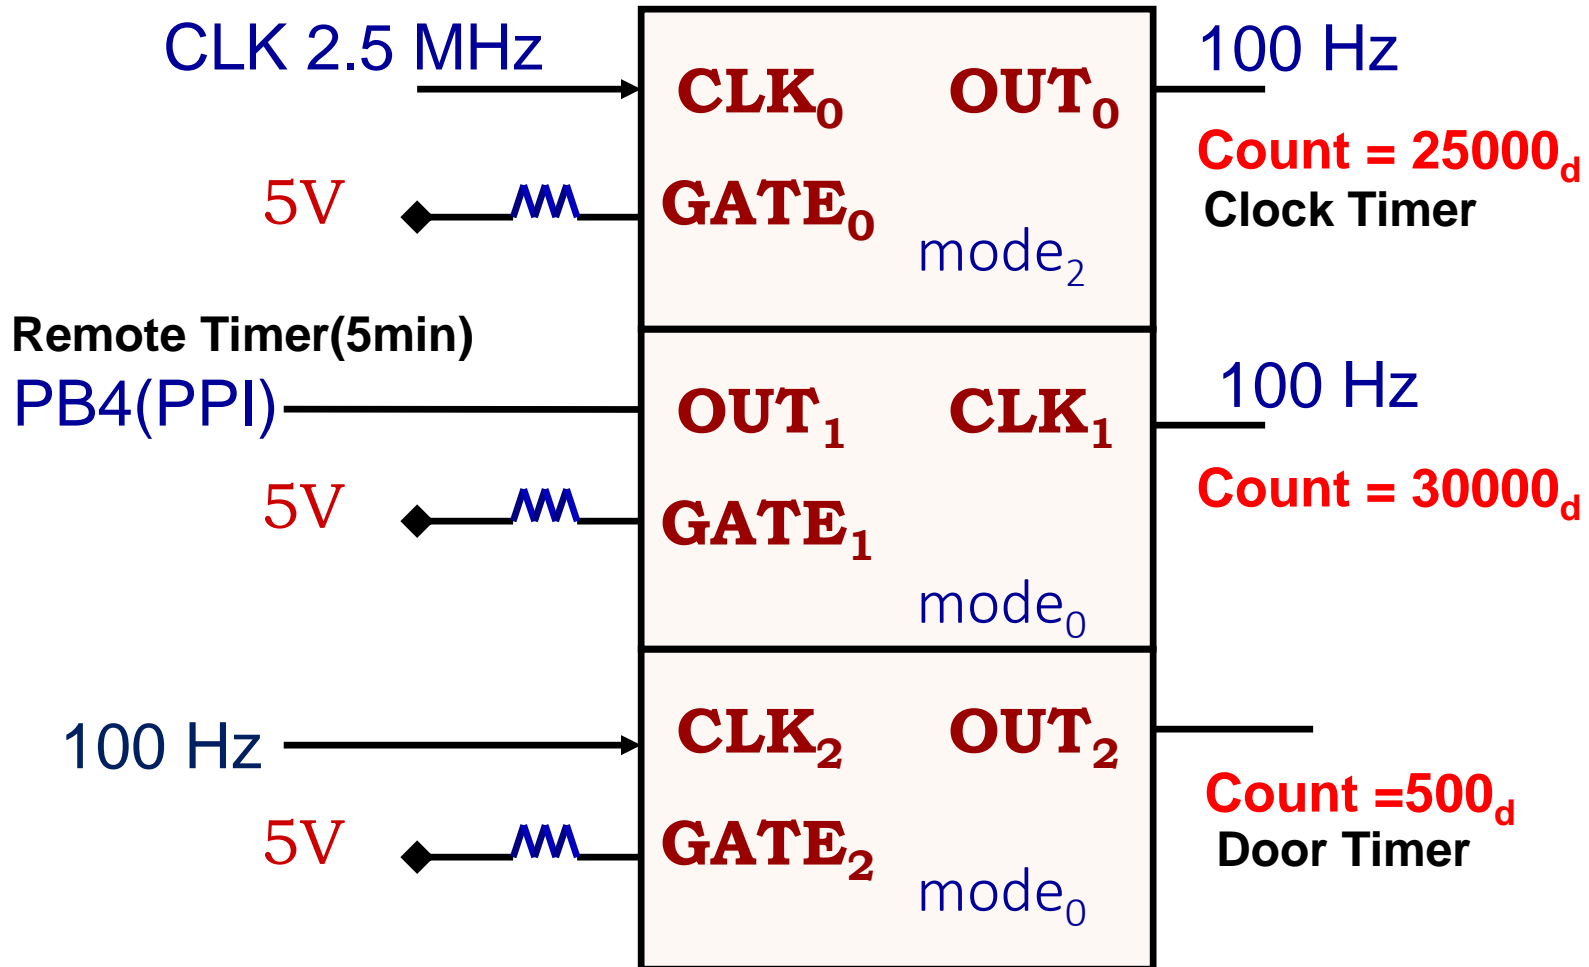 CLK 2.5 MHz
CLK₀ OUT₀
100 Hz
Count = 25000d
5V
GATE₀
Clock Timer
mode₂
Remote Timer(5min)
PB4(PPI)
OUT₁ CLK₁
100 Hz
Count = 30000d
5V
GATE₁
mode₀
100 Hz
CLK₂ OUT₂
Count =500d
5V
GATE₂
Door Timer
mode₀